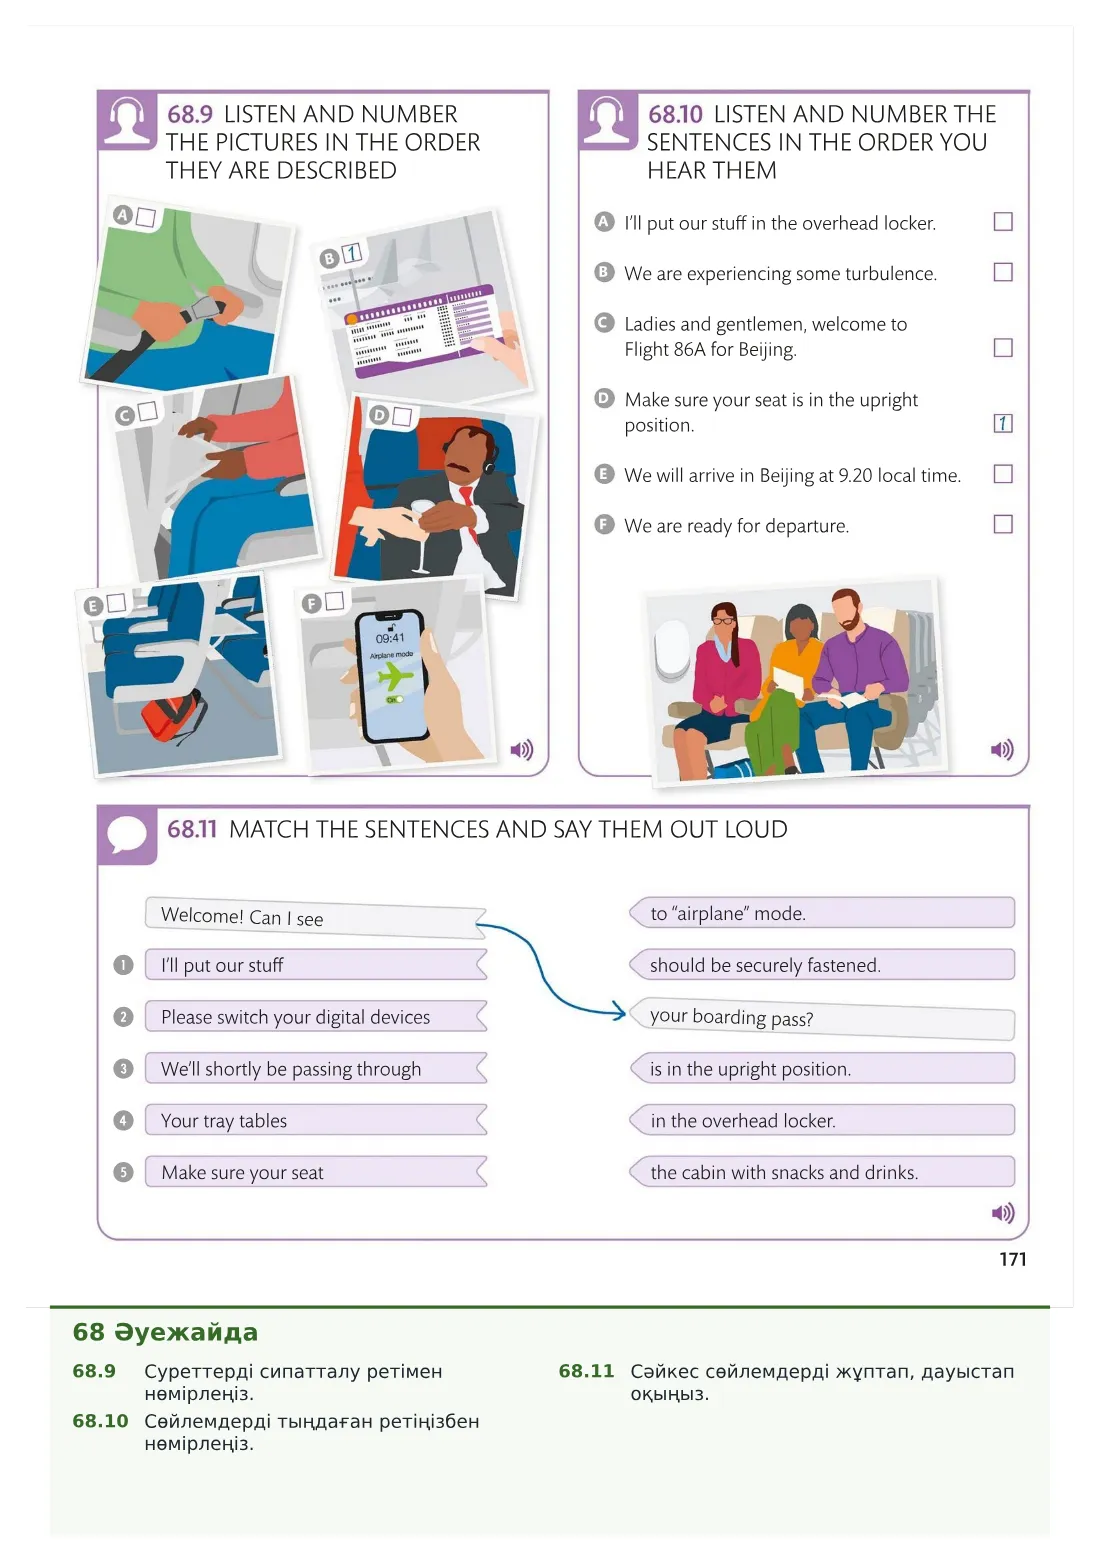 68.9 LISTEN AND NUMBER
THE PICTURES IN THE ORDER
THEY ARE DESCRIBED
A
B 1
C
D
E
F
09:41
Airplane mode
On
68.10 LISTEN AND NUMBER THE
SENTENCES IN THE ORDER YOU
HEAR THEM
A I'll put our stuff in the overhead locker.
B We are experiencing some turbulence.
C Ladies and gentlemen, welcome to
Flight 86A for Beijing.
D Make sure your seat is in the upright
position. 1
E We will arrive in Beijing at 9.20 local time.
F We are ready for departure.
68.11 MATCH THE SENTENCES AND SAY THEM OUT LOUD
Welcome! Can I see
1 I'll put our stuff
2 Please switch your digital devices
3 We'll shortly be passing through
4 Your tray tables
5 Make sure your seat
to “airplane” mode.
should be securely fastened.
your boarding pass?
is in the upright position.
in the overhead locker.
the cabin with snacks and drinks.
171
68 Әуежайда
68.9 Суреттерді сипатталу ретімен
нөмірлеңіз.
68.10 Сөйлемдерді тыңдаған ретіңізбен
нөмірлеңіз.
68.11 Сәйкес сөйлемдерді жұптап, дауыстап
оқыңыз.